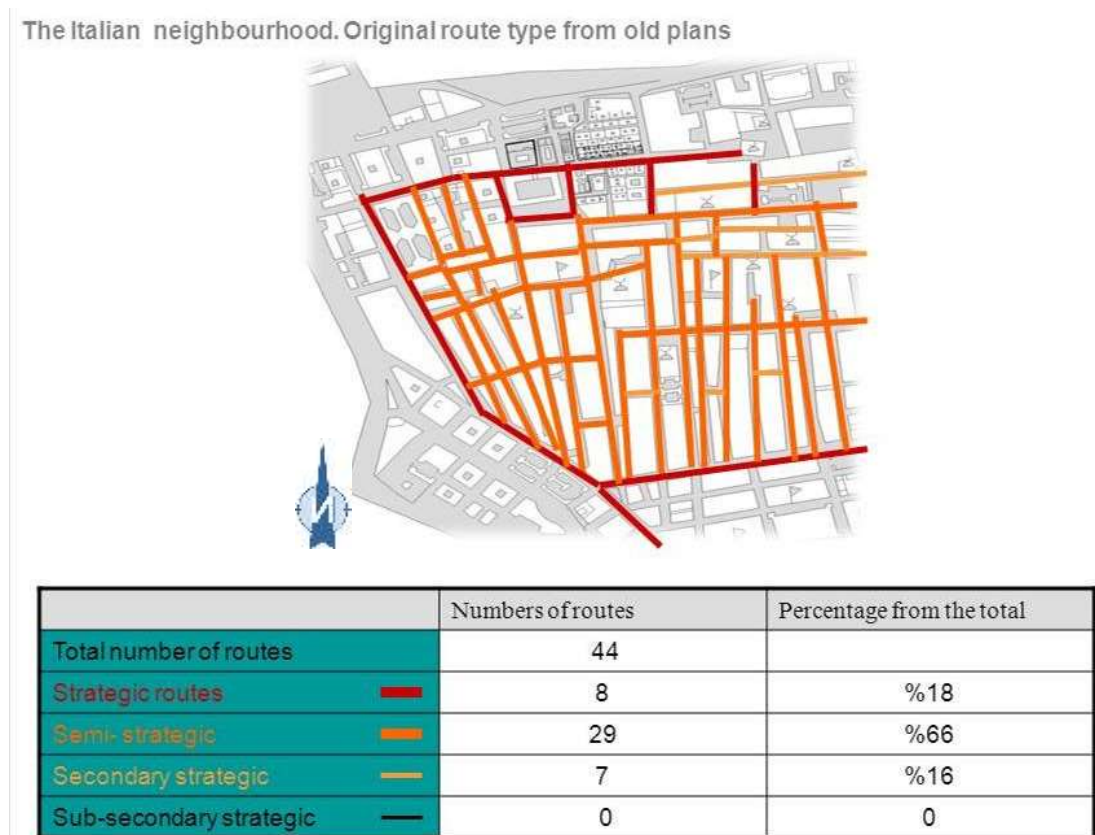 The Italian neighbourhood. Original route type from old plans
Numbers of routes Percentage from the total
Total number of routes 44
Strategic routes 8 %18
Semi- strategic 29 %66
Secondary strategic 7 %16
Sub-secondary strategic 0 0